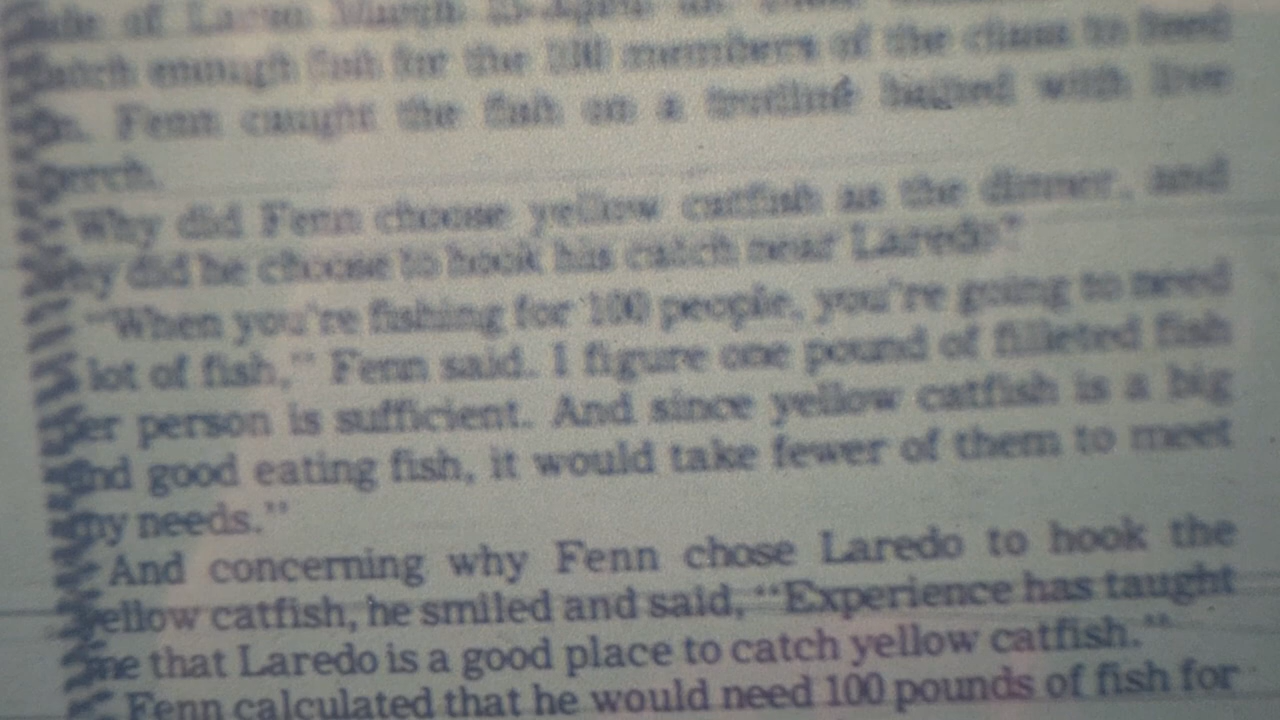 of
catch enough fish for the 100 members of the class to feed
Fenn caught the fish on a trotline baited with live
perch.
Why did Fenn choose yellow catfish as the dinner, and
why did he choose to hook his catch near Laredo"
"When you're fishing for 100 people, you're going to need
lot of fish," Fenn said. I figure one pound of filleted fish
per person is sufficient. And since yellow catfish is a big
and good eating fish, it would take fewer of them to meet
my needs."
And concerning why Fenn chose Laredo to hook the
yellow catfish, he smiled and said, "Experience has taught
me that Laredo is a good place to catch yellow catfish."
Fenn calculated that he would need 100 pounds of fish for